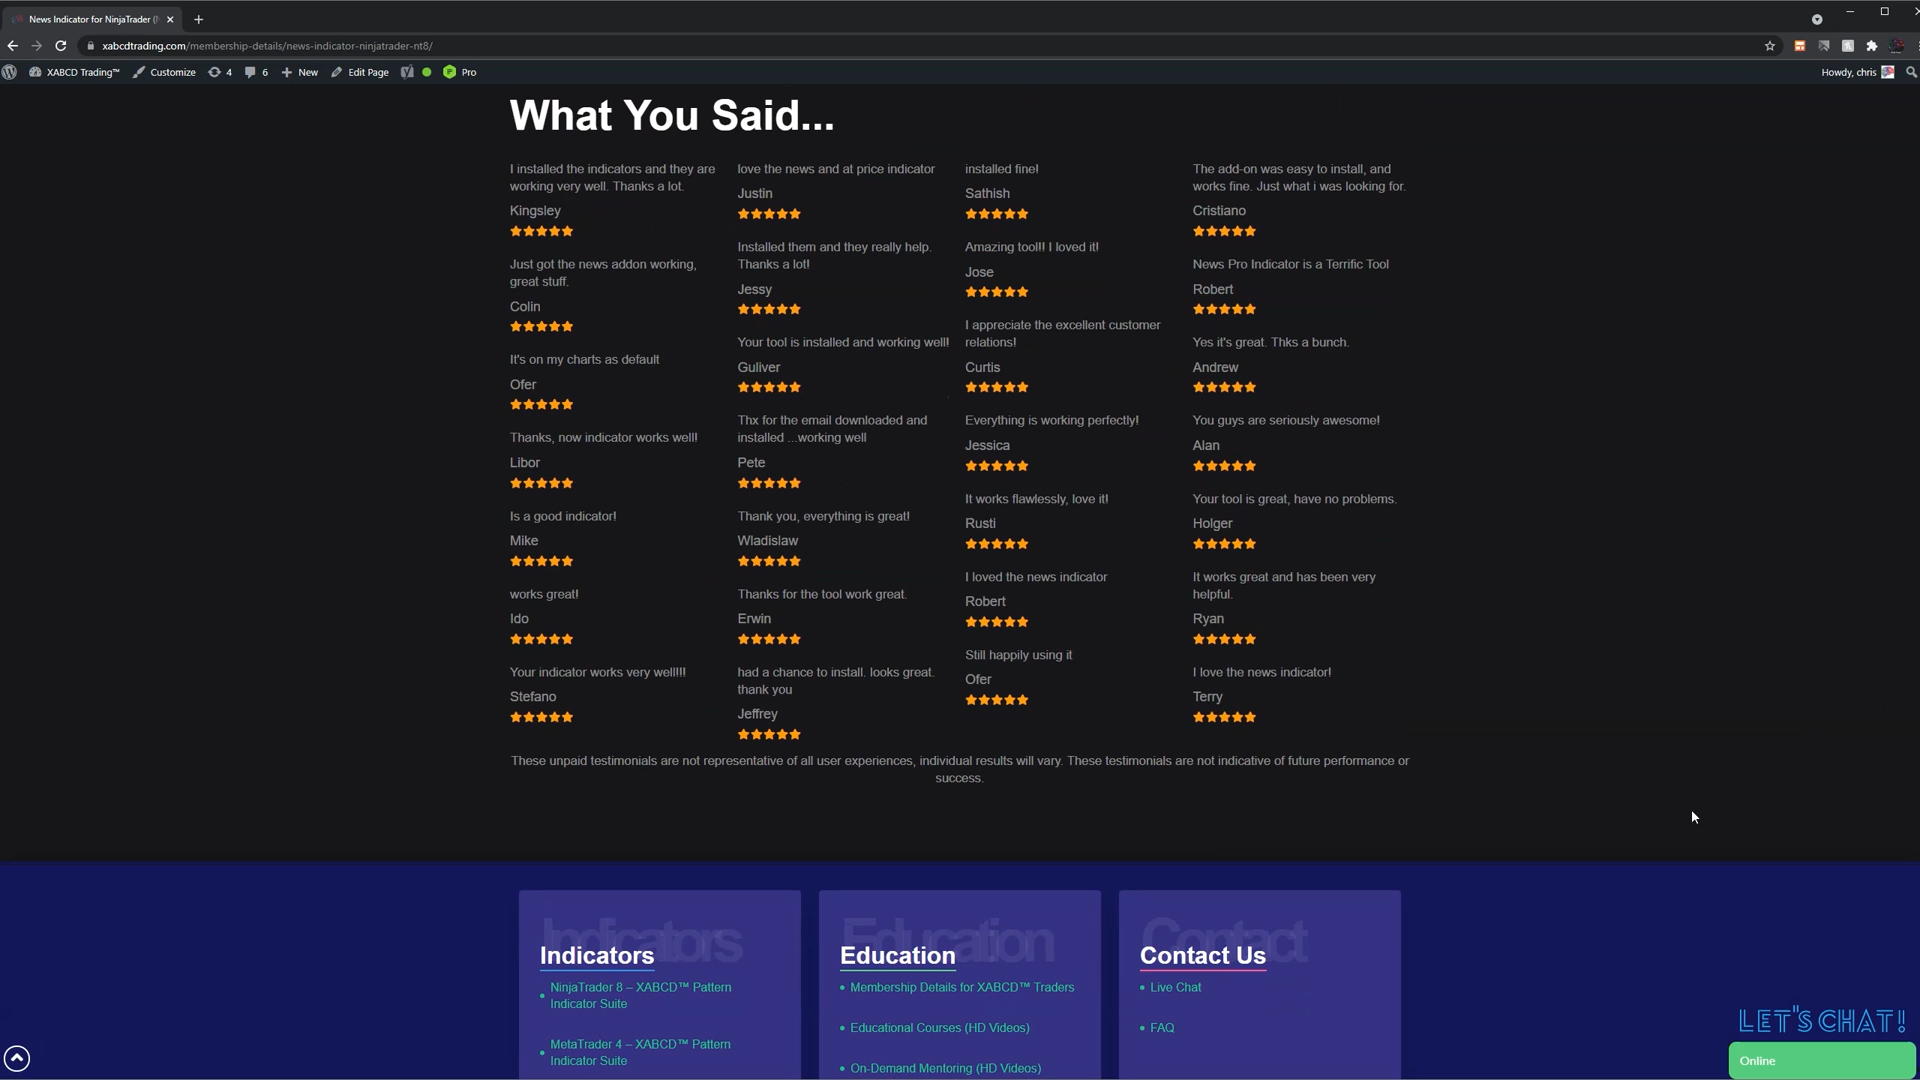 News Indicator for NinjaTrader (
xabcdtrading.com/membership-details/news-indicator-ninjatrader-nt8/
XABCD Trading™ Customize 4 6 New Edit Page Pro Howdy, chris
What You Said...
I installed the indicators and they are
working very well. Thanks a lot.
Kingsley
Just got the news addon working,
great stuff.
Colin
It's on my charts as default
Ofer
Thanks, now indicator works well!
Libor
Is a good indicator!
Mike
works great!
Ido
Your indicator works very well!!!
Stefano
love the news and at price indicator
Justin
Installed them and they really help.
Thanks a lot!
Jessy
Your tool is installed and working well!
Guliver
Thx for the email downloaded and
installed ...working well
Pete
Thank you, everything is great!
Wladislaw
Thanks for the tool work great.
Erwin
had a chance to install. looks great.
thank you
Jeffrey
installed fine!
Sathish
Amazing tool!! I loved it!
Jose
I appreciate the excellent customer
relations!
Curtis
Everything is working perfectly!
Jessica
It works flawlessly, love it!
Rusti
I loved the news indicator
Robert
Still happily using it
Ofer
The add-on was easy to install, and
works fine. Just what i was looking for.
Cristiano
News Pro Indicator is a Terrific Tool
Robert
Yes it's great. Thks a bunch.
Andrew
You guys are seriously awesome!
Alan
Your tool is great, have no problems.
Holger
It works great and has been very
helpful.
Ryan
I love the news indicator!
Terry
These unpaid testimonials are not representative of all user experiences, individual results will vary. These testimonials are not indicative of future performance or
success.
Indicators
Indicators
NinjaTrader 8 – XABCD™ Pattern
Indicator Suite
MetaTrader 4 – XABCD™ Pattern
Indicator Suite
Education
Education
Membership Details for XABCD™ Traders
Educational Courses (HD Videos)
On-Demand Mentoring (HD Videos)
Contact
Contact Us
Live Chat
FAQ
LET'S CHAT!
Online